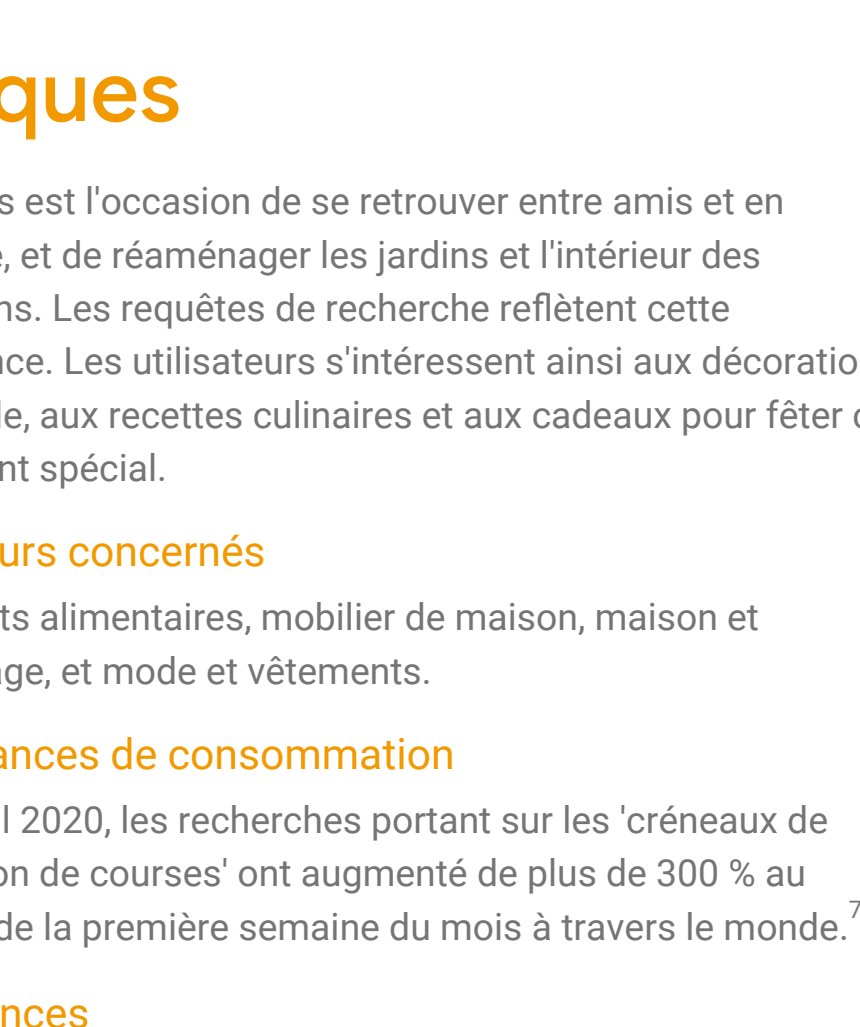 ques
s est l'occasion de se retrouver entre amis et en
, et de réaménager les jardins et l'intérieur des
ns. Les requêtes de recherche reflètent cette
nce. Les utilisateurs s'intéressent ainsi aux décoratio
le, aux recettes culinaires et aux cadeaux pour fêter
nt spécial.
urs concernés
ts alimentaires, mobilier de maison, maison et
age, et mode et vêtements.
ances de consommation
l 2020, les recherches portant sur les 'créneaux de
on de courses' ont augmenté de plus de 300 % au
de la première semaine du mois à travers le monde.7
nces